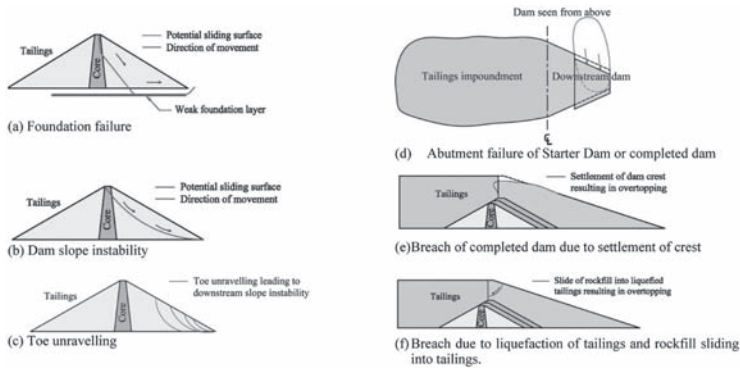 Tailings
Core
Potential sliding surface
Direction of movement
Weak foundation layer
(a) Foundation failure
Tailings
Core
Potential sliding surface
Direction of movement
(b) Dam slope instability
Tailings
Core
Toe unravelling leading to
downstream slope instability
(c) Toe unravelling
Dam seen from above
Tailings impoundment
Downstream dam
℄
(d) Abutment failure of Starter Dam or completed dam
Tailings
Core
Settlement of dam crest
resulting in overtopping
(e)Breach of completed dam due to settlement of crest
Tailings
Core
Slide of rockfill into liquefied
tailings resulting in overtopping
(f) Breach due to liquefaction of tailings and rockfill sliding
into tailings.